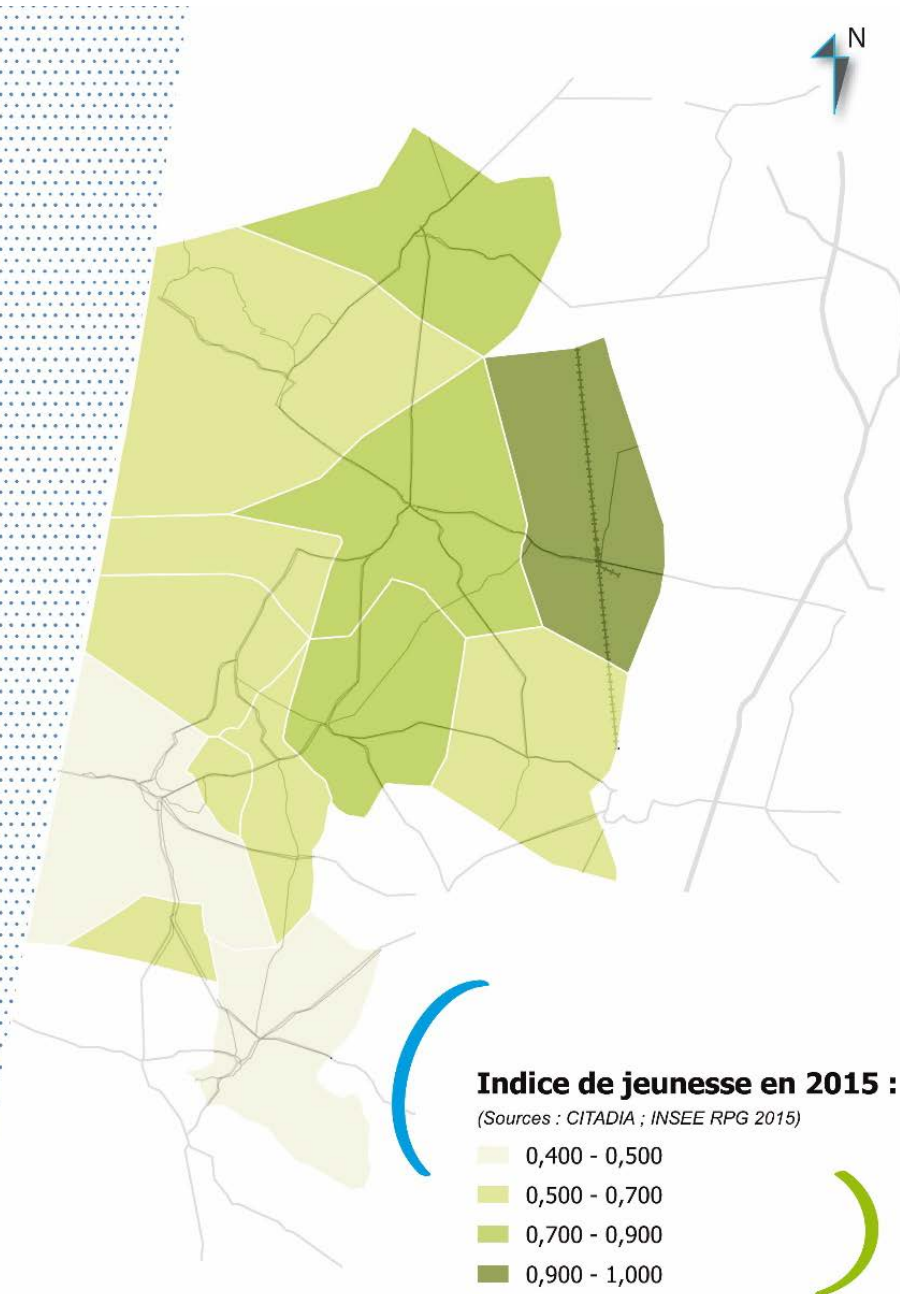 N
Indice de jeunesse en 2015 :
(Sources : CITADIA ; INSEE RPG 2015)
0,400 - 0,500
0,500 - 0,700
0,700 - 0,900
0,900 - 1,000